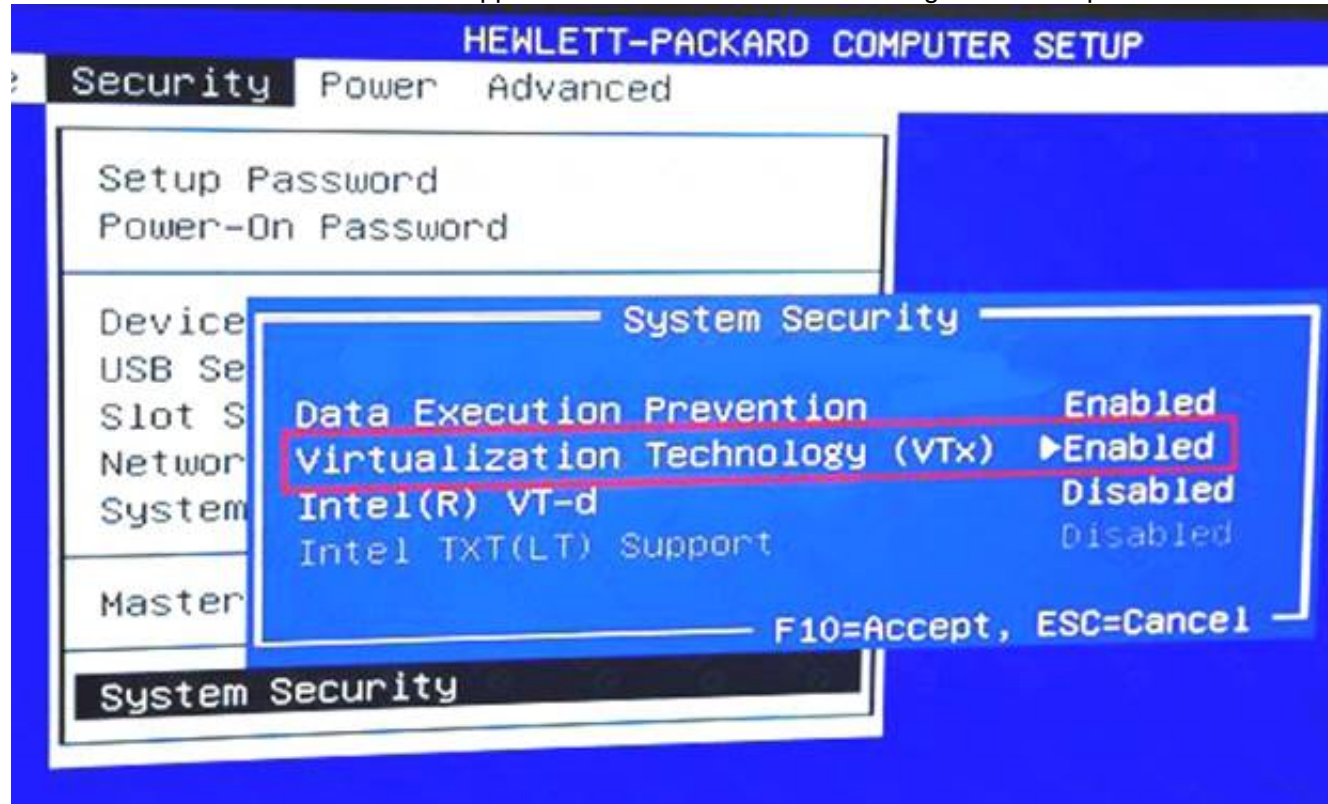 HEWLETT-PACKARD COMPUTER SETUP
Security Power Advanced
Setup Password
Power-On Password
Device
USB Se
Slot S
Networ
System
Master
System Security
System Security
Data Execution Prevention Enabled
Virtualization Technology (VTx) ▶Enabled
Intel(R) VT-d Disabled
Intel TXT(LT) Support Disabled
F10=Accept, ESC=Cancel